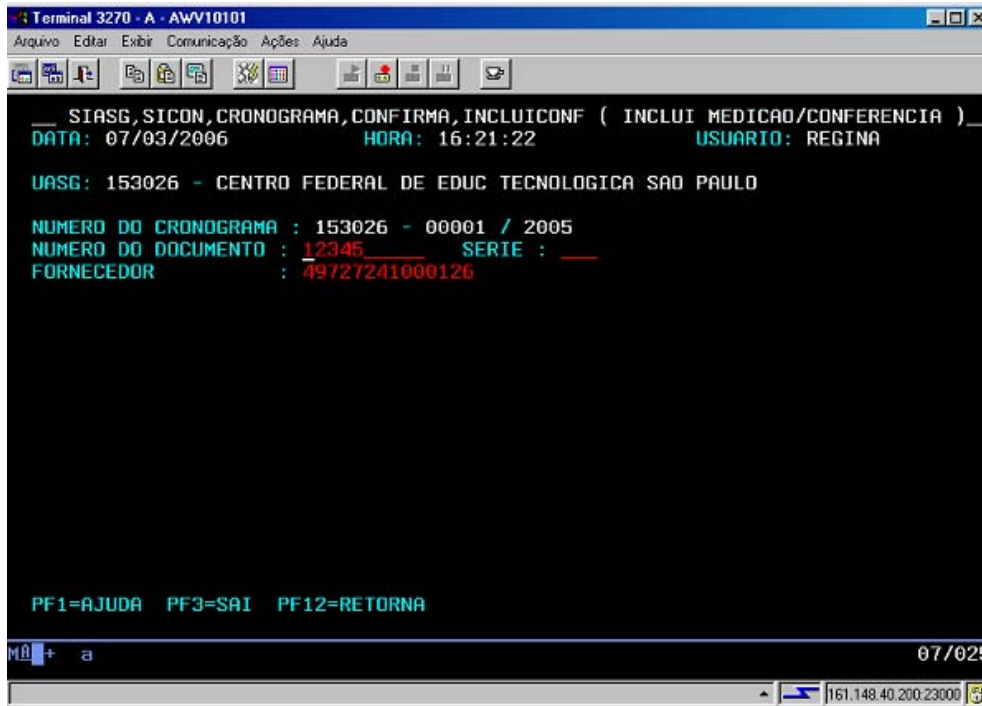 Terminal 3270 - A - AWV10101
Arquivo Editar Exibir Comunicação Ações Ajuda
__ SIASG,SICON,CRONOGRAMA,CONFIRMA,INCLUICONF ( INCLUI MEDICAO/CONFERENCIA )__
DATA: 07/03/2006 HORA: 16:21:22 USUARIO: REGINA
UASG: 153026 - CENTRO FEDERAL DE EDUC TECNOLOGICA SAO PAULO
NUMERO DO CRONOGRAMA : 153026 - 00001 / 2005
NUMERO DO DOCUMENTO : 12345_____ SERIE : ___
FORNECEDOR : 49727241000126
PF1=AJUDA PF3=SAI PF12=RETORNA
MA + a 07/025
161.148.40.200:23000